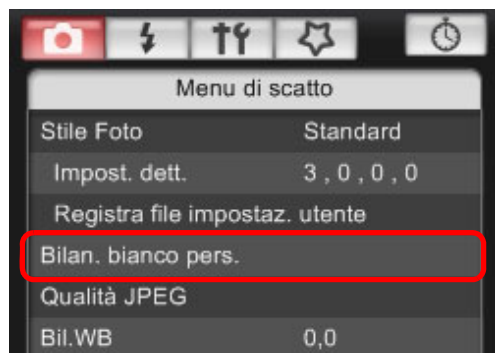 Menu di scatto
Stile Foto Standard
Impost. dett. 3 , 0 , 0 , 0
Registra file impostaz. utente
Bilan. bianco pers.
Qualità JPEG
Bil.WB 0,0